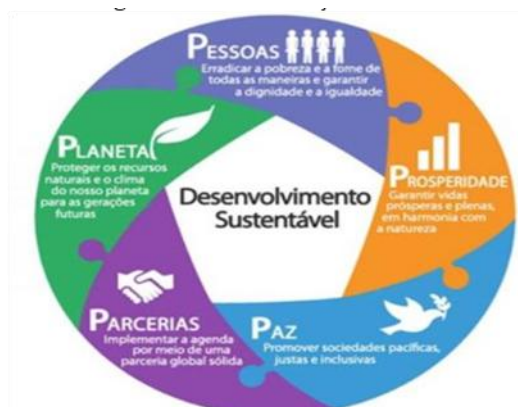 PESSOAS
Erradicar a pobreza e a fome de
todas as maneiras e garantir
a dignidade e a igualdade
PROSPERIDADE
Garantir vidas
prósperas e plenas,
em harmonia com
a natureza
PAZ
Promover sociedades pacíficas,
justas e inclusivas
PARCERIAS
Implementar a agenda
por meio de uma
parceria global sólida
PLANETA
Proteger os recursos
naturais e o clima
do nosso planeta
para as gerações
futuras
Desenvolvimento
Sustentável